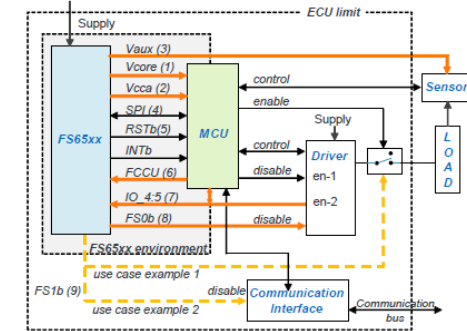 ECU limit
Supply
Vaux (3)
Vcore (1)
Vcca (2)
SPI (4)
RSTb(5)
INTb
FCCU (6)
IO_4:5 (7)
FS0b (8)
FS65xx
MCU
control
enable
Supply
control
disable
disable
Driver
en-1
en-2
Sensor
L
O
A
D
FS65xx environment
use case example 1
FS1b (9)
use case example 2
disable
Communication
Interface
Communication
bus